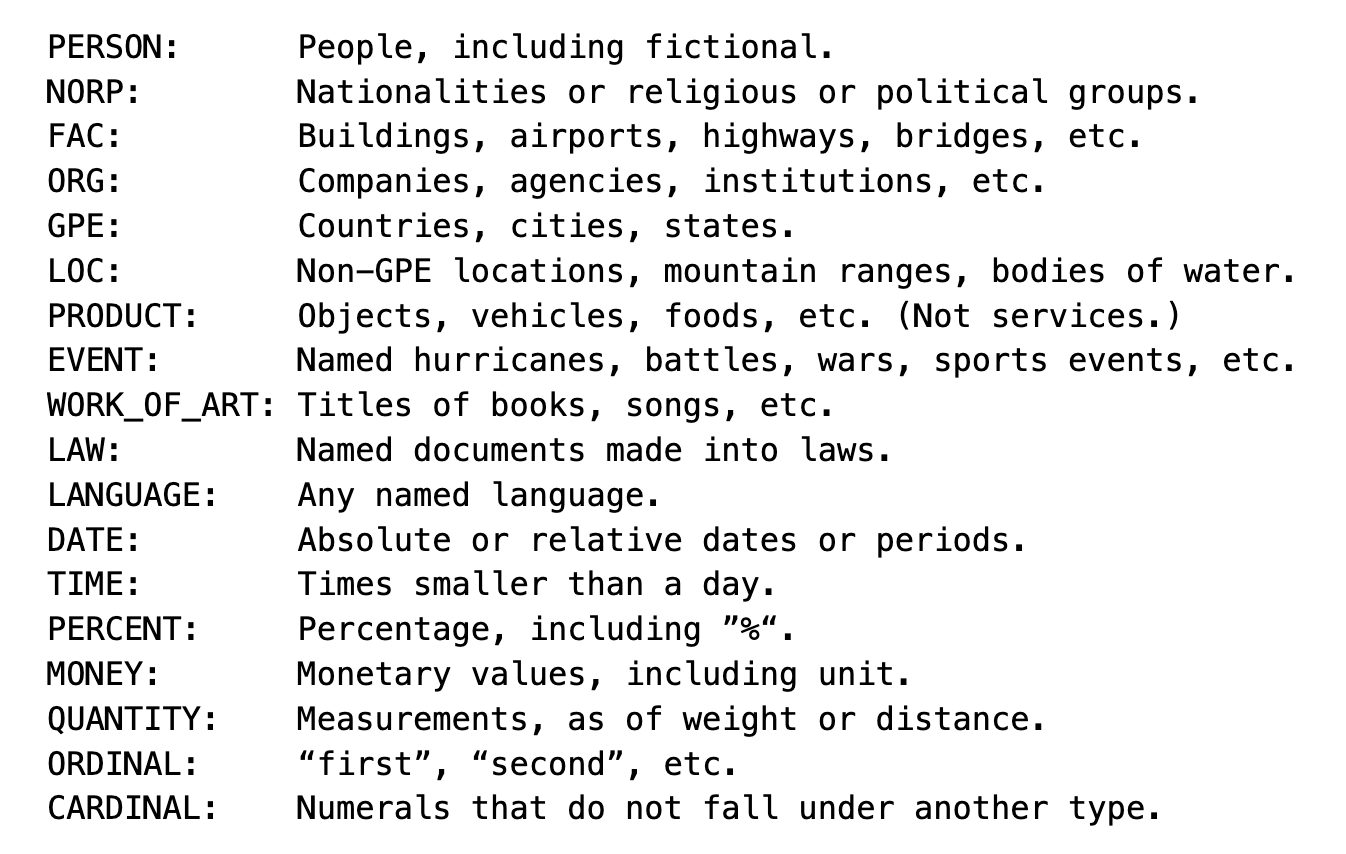 PERSON: People, including fictional.
NORP: Nationalities or religious or political groups.
FAC: Buildings, airports, highways, bridges, etc.
ORG: Companies, agencies, institutions, etc.
GPE: Countries, cities, states.
LOC: Non-GPE locations, mountain ranges, bodies of water.
PRODUCT: Objects, vehicles, foods, etc. (Not services.)
EVENT: Named hurricanes, battles, wars, sports events, etc.
WORK_OF_ART: Titles of books, songs, etc.
LAW: Named documents made into laws.
LANGUAGE: Any named language.
DATE: Absolute or relative dates or periods.
TIME: Times smaller than a day.
PERCENT: Percentage, including ”%“.
MONEY: Monetary values, including unit.
QUANTITY: Measurements, as of weight or distance.
ORDINAL: “first”, “second”, etc.
CARDINAL: Numerals that do not fall under another type.